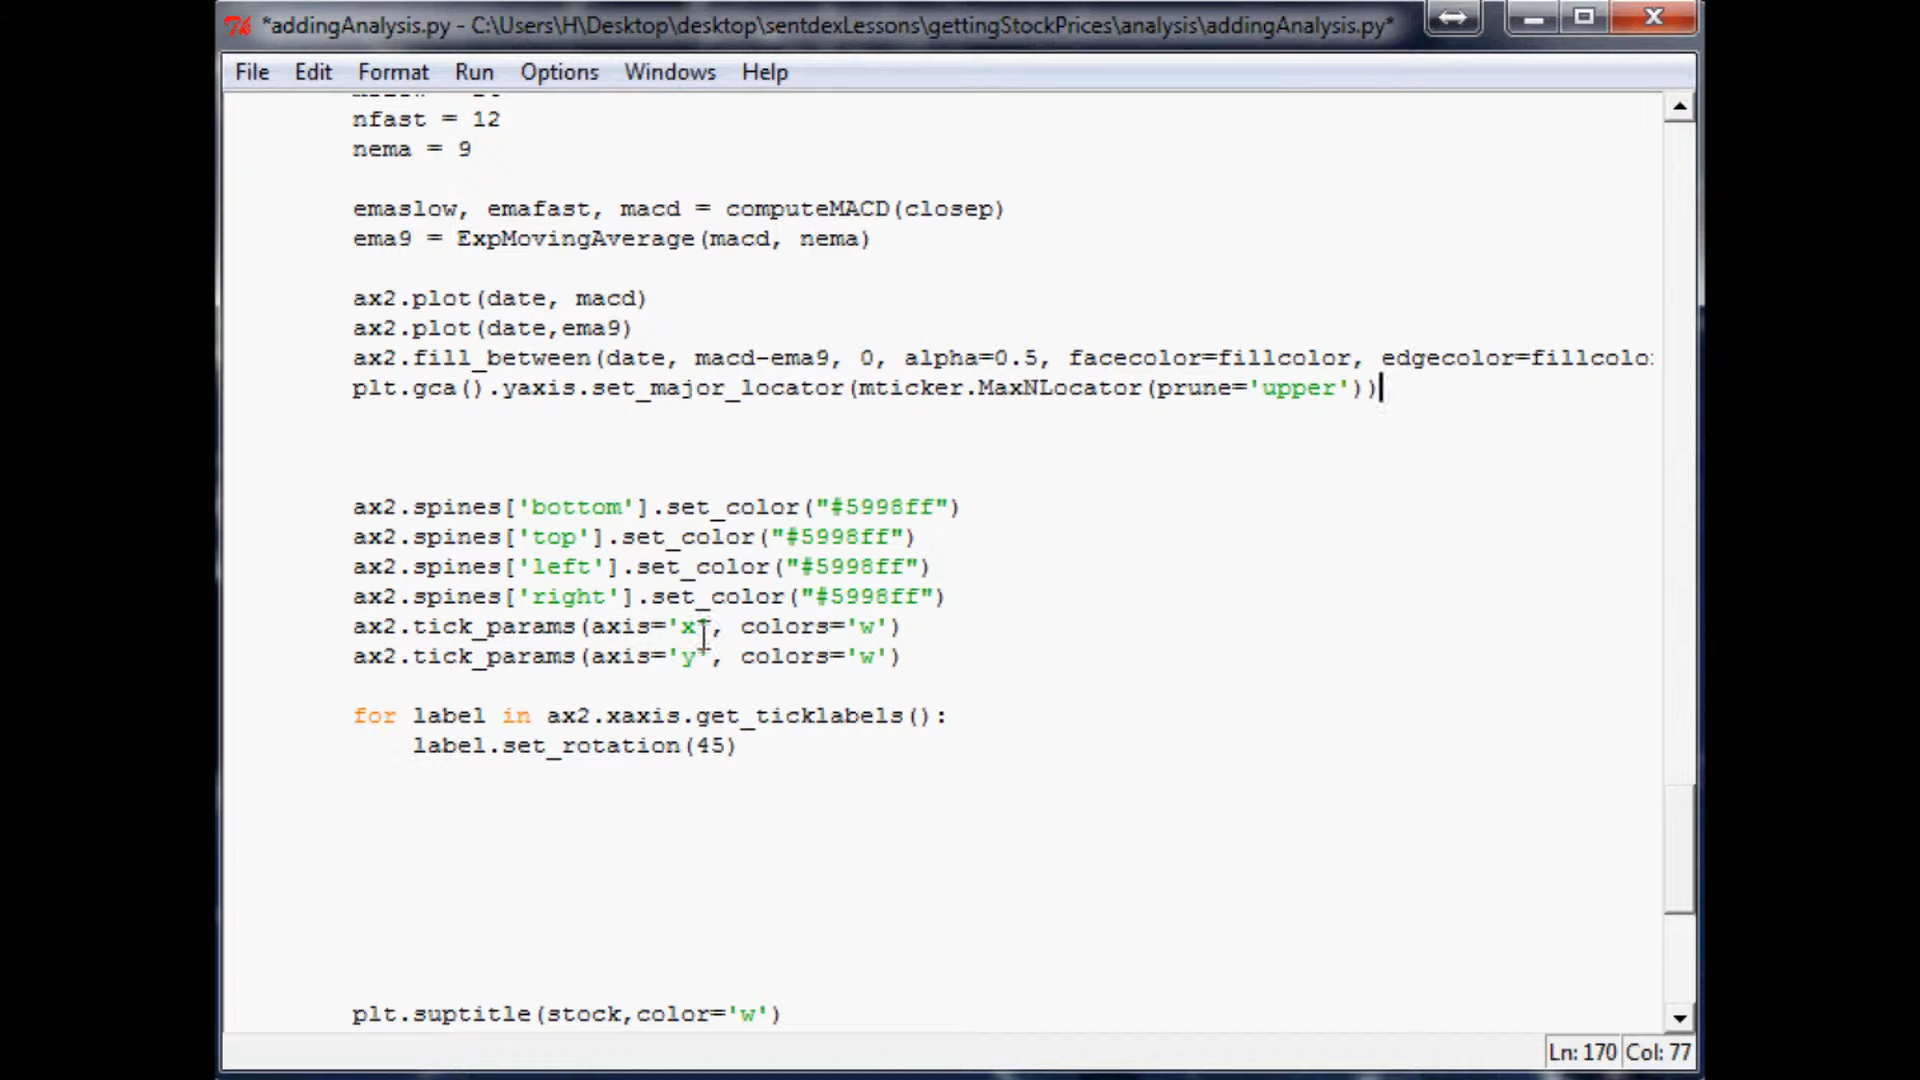 *addingAnalysis.py - C:\Users\H\Desktop\desktop\sentdexLessons\gettingStockPrices\analysis\addingAnalysis.py*
File Edit Format Run Options Windows Help
nfast = 12
nema = 9
emaslow, emafast, macd = computeMACD(closep)
ema9 = ExpMovingAverage(macd, nema)
ax2.plot(date, macd)
ax2.plot(date,ema9)
ax2.fill_between(date, macd-ema9, 0, alpha=0.5, facecolor=fillcolor, edgecolor=fillcolo
plt.gca().yaxis.set_major_locator(mticker.MaxNLocator(prune='upper'))
ax2.spines['bottom'].set_color("#5998ff")
ax2.spines['top'].set_color("#5998ff")
ax2.spines['left'].set_color("#5998ff")
ax2.spines['right'].set_color("#5998ff")
ax2.tick_params(axis='x', colors='w')
ax2.tick_params(axis='y', colors='w')
for label in ax2.xaxis.get_ticklabels():
label.set_rotation(45)
plt.suptitle(stock,color='w')
Ln: 170 Col: 77